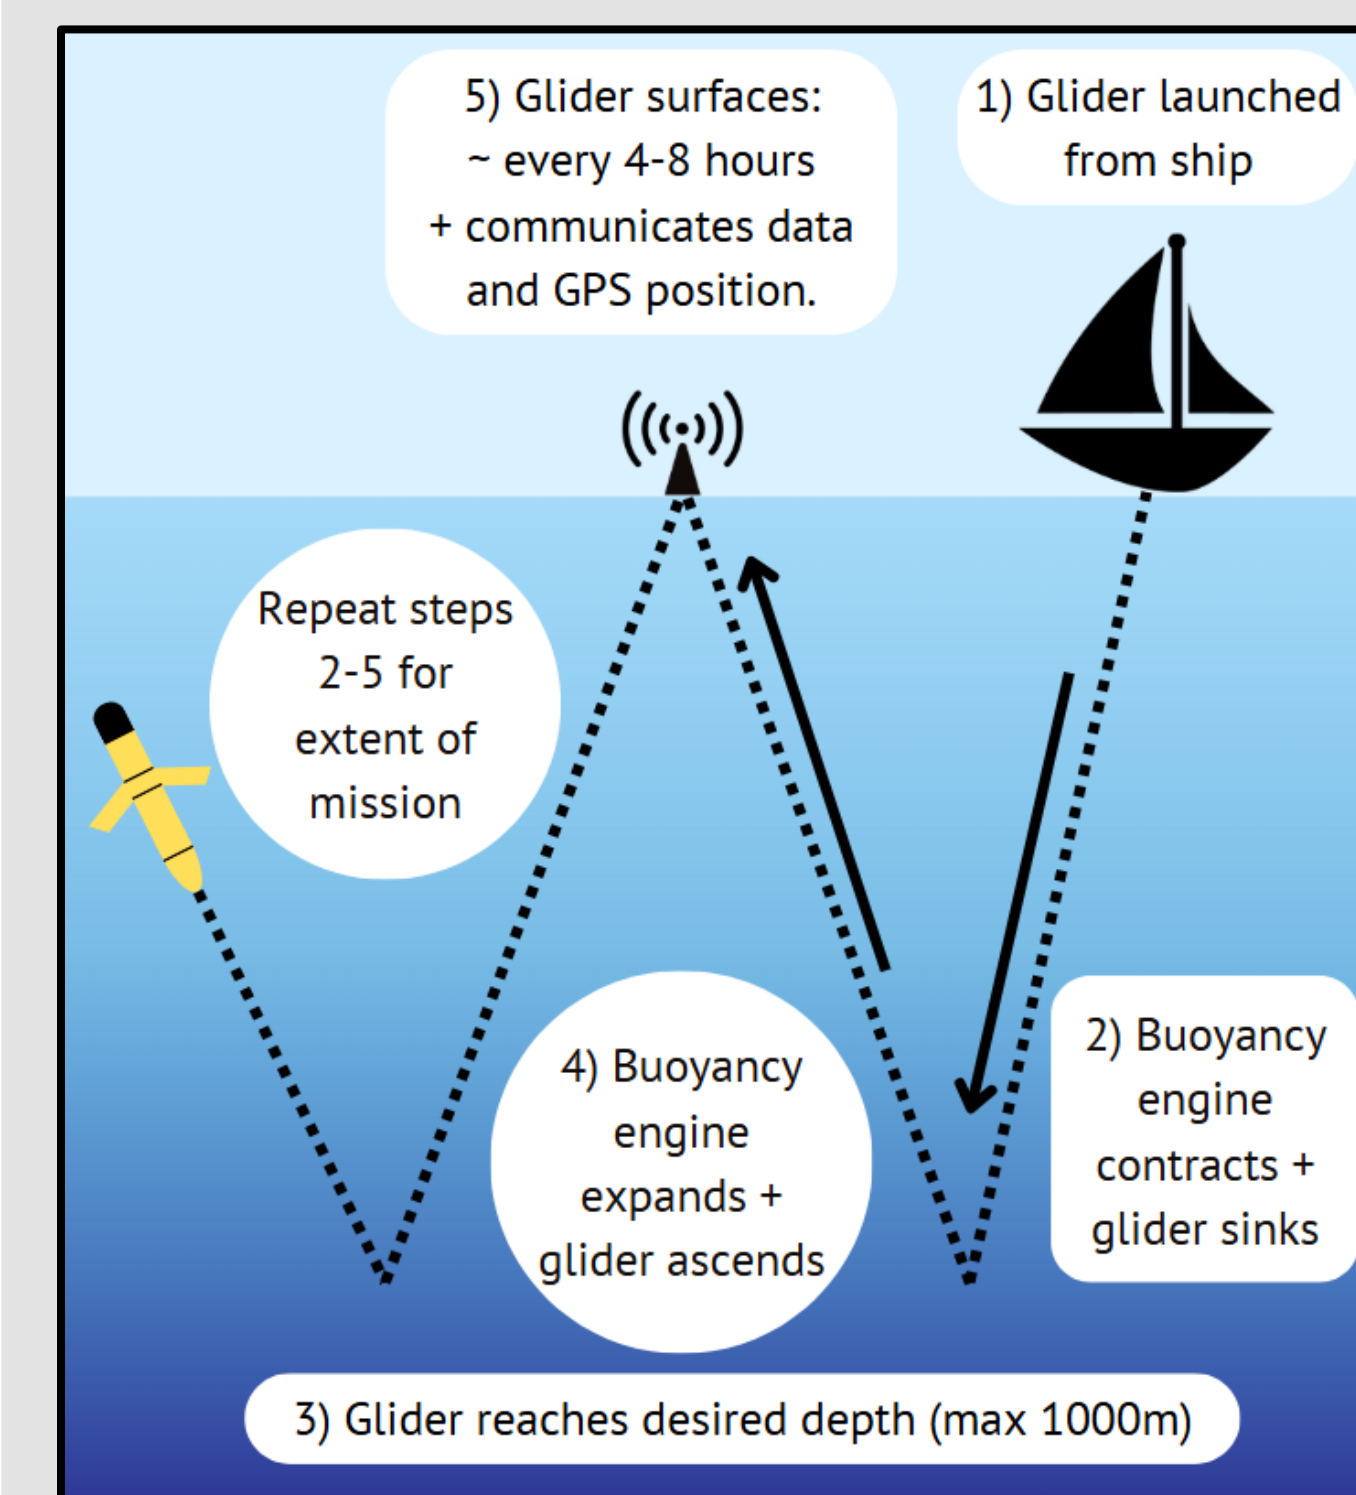 5) Glider surfaces:
~ every 4-8 hours
+ communicates data
and GPS position.
1) Glider launched
from ship
Repeat steps
2-5 for
extent of
mission
4) Buoyancy
engine
expands +
glider ascends
2) Buoyancy
engine
contracts +
glider sinks
3) Glider reaches desired depth (max 1000m)